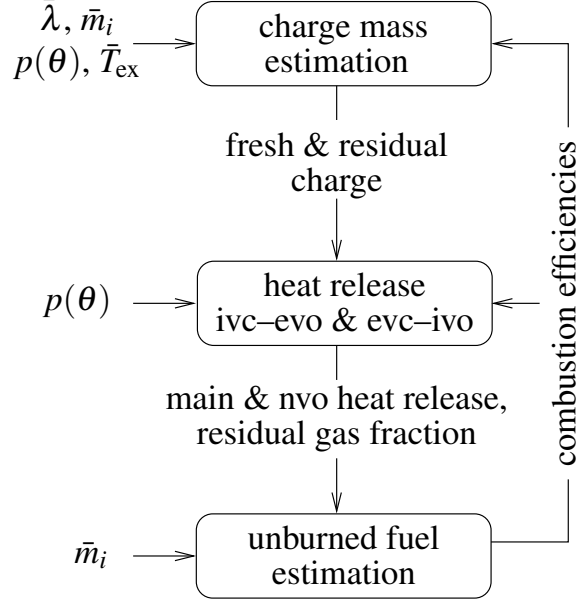 λ̄, m̄ᵢ
p(θ), T̄ₑₓ
charge mass
estimation
fresh & residual
charge
p(θ)
heat release
ivc–evo & evc–ivo
main & nvo heat release,
residual gas fraction
m̄ᵢ
unburned fuel
estimation
combustion efficiencies